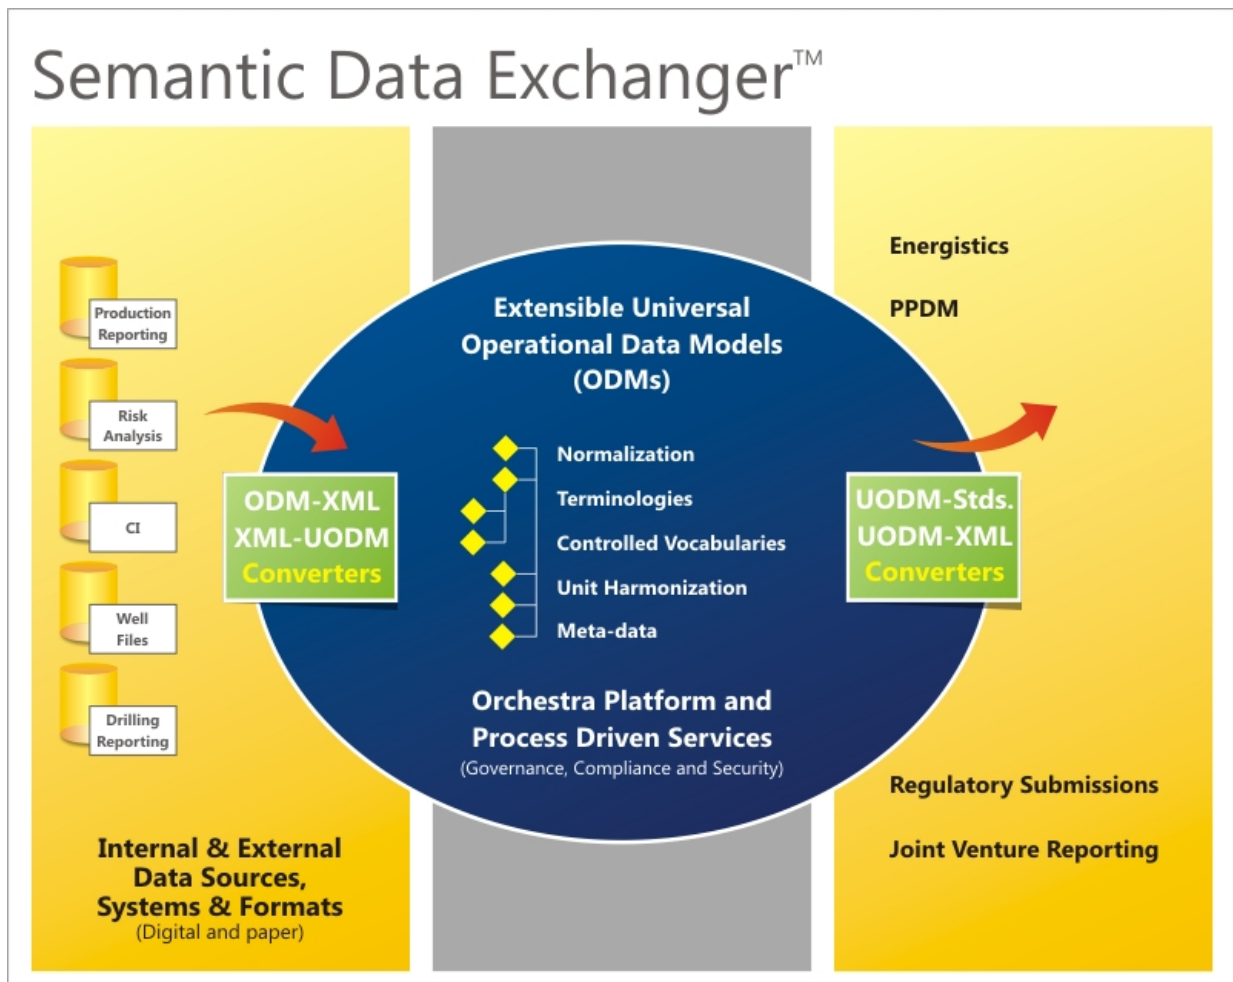 Semantic Data Exchanger™
Production
Reporting
Risk
Analysis
CI
Well
Files
Drilling
Reporting
Internal & External
Data Sources,
Systems & Formats
(Digital and paper)
ODM-XML
XML-UODM
Converters
Extensible Universal
Operational Data Models
(ODMs)
Normalization
Terminologies
Controlled Vocabularies
Unit Harmonization
Meta-data
Orchestra Platform and
Process Driven Services
(Governance, Compliance and Security)
UODM-Stds.
UODM-XML
Converters
Energistics
PPDM
Regulatory Submissions
Joint Venture Reporting